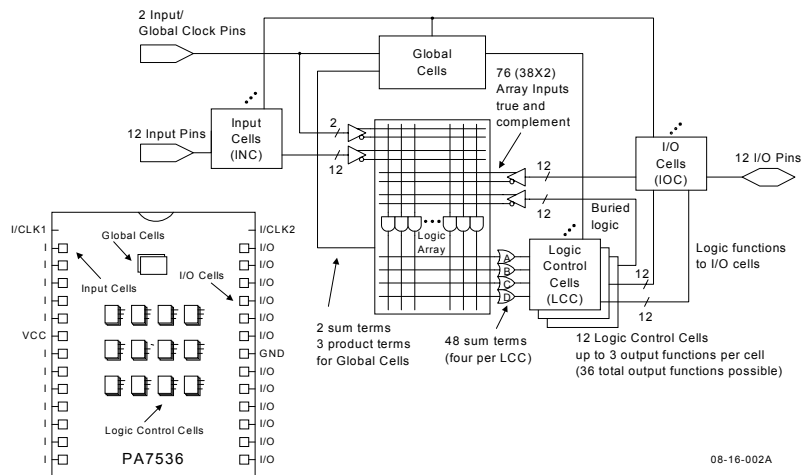 2 Input/
Global Clock Pins
Global
Cells
76 (38X2)
Array Inputs
true and
complement
12 Input Pins
Input
Cells
(INC)
2
12
12
12
I/O
Cells
(IOC)
12 I/O Pins
Buried
logic
Logic
Array
A
B
C
D
Logic
Control
Cells
(LCC)
Logic functions
to I/O cells
12
12
2 sum terms
3 product terms
for Global Cells
48 sum terms
(four per LCC)
12 Logic Control Cells
up to 3 output functions per cell
(36 total output functions possible)
I/CLK1
I/CLK2
Global Cells
I
I/O
I
I/O
Input Cells
I/O Cells
I
I/O
I
I/O
I
I/O
VCC
I/O
I
GND
I
I/O
I
I/O
I
I/O
Logic Control Cells
I
I/O
I
I/O
I
I/O
PA7536
08-16-002A